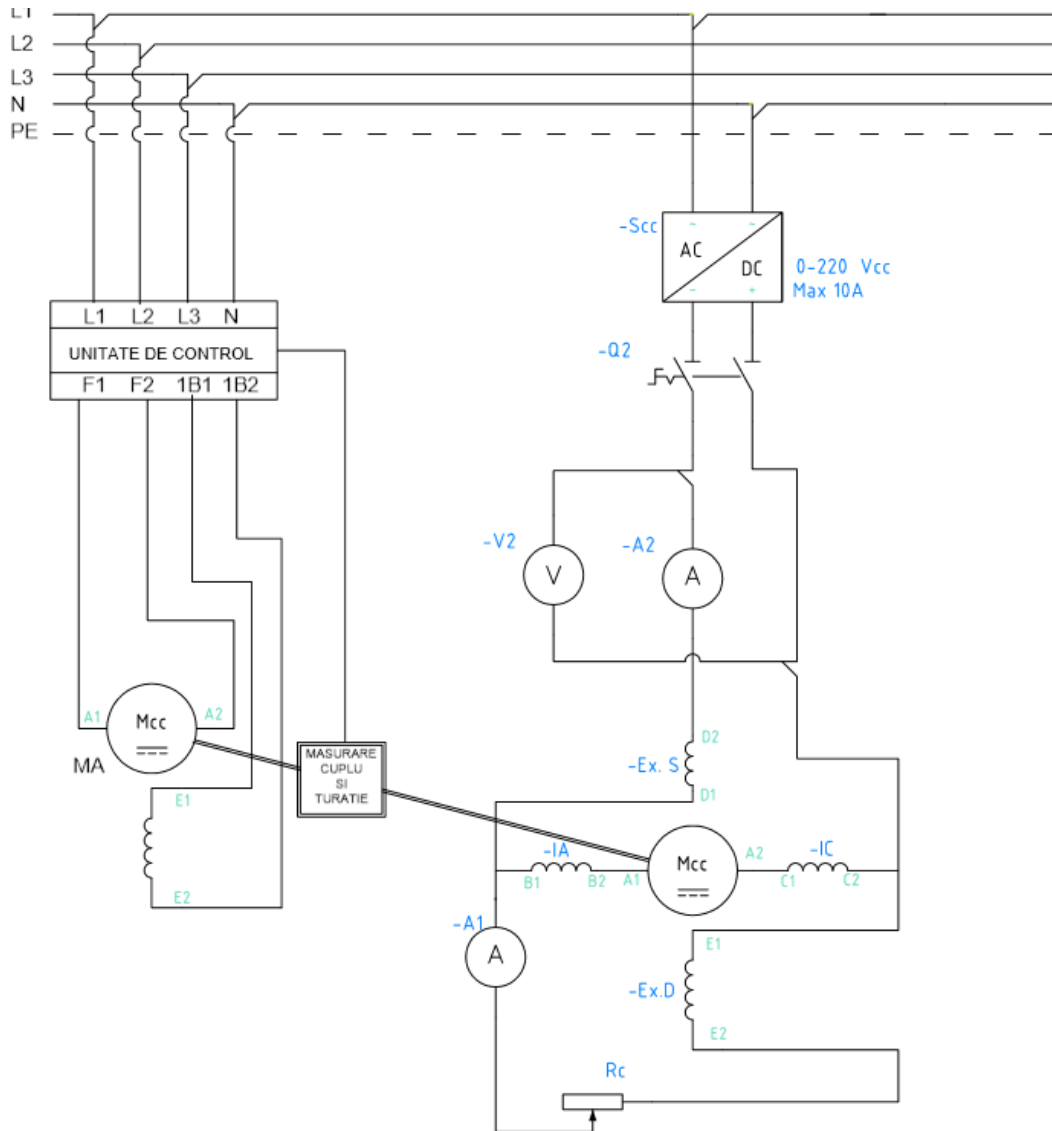 L1
L2
L3
N
PE
-Scc
~ ~
AC
DC
- +
0-220 Vcc
Max 10A
L1 L2 L3 N
UNITATE DE CONTROL
F1 F2 1B1 1B2
-Q2
-V2
V
-A2
A
A1
Mcc
A2
MA
MASURARE
CUPLU
SI
TURATIE
D2
-Ex. S
D1
E1
E2
-IA
B1 B2 A1
Mcc
A2
-IC
C1 C2
-A1
A
E1
-Ex.D
E2
Rc